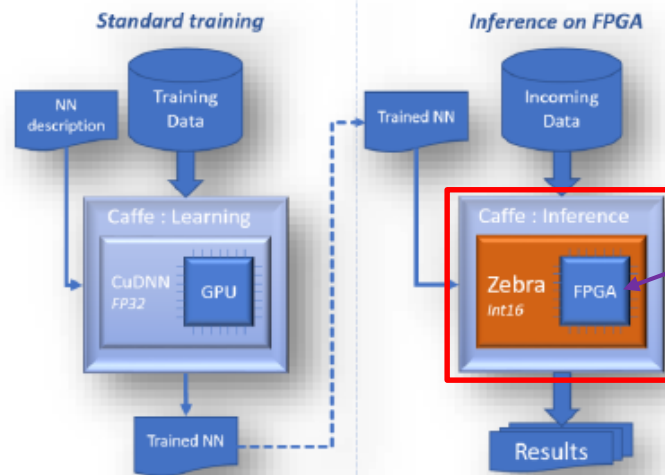 Standard training
NN
description
Training
Data
Caffe : Learning
CuDNN
FP32
GPU
Trained NN
Inference on FPGA
Trained NN
Incoming
Data
Caffe : Inference
Zebra
Int16
FPGA
Results